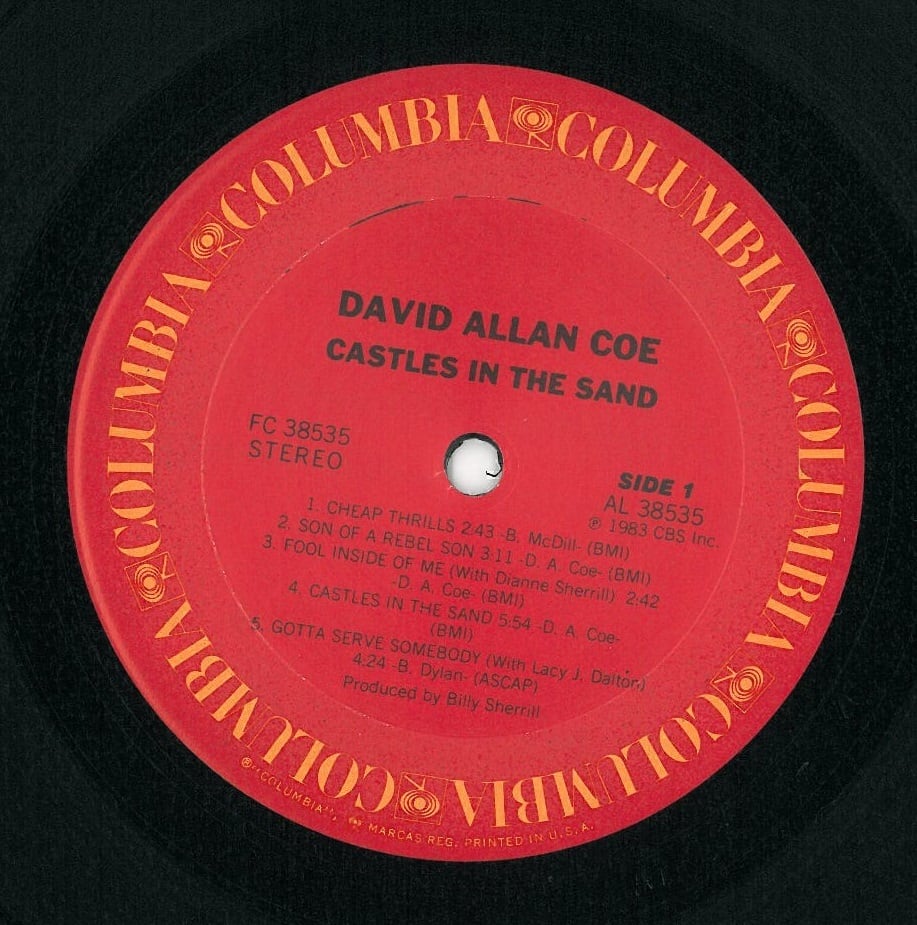 COLUMBIA COLUMBIA COLUMBIA COLUMBIA COLUMBIA COLUMBIA COLUMBIA
DAVID ALLAN COE
CASTLES IN THE SAND
FC 38535
STEREO
SIDE 1
AL 38535
℗ 1983 CBS Inc.
1. CHEAP THRILLS 2:43 -B. McDill- (BMI)
2. SON OF A REBEL SON 3:11 -D. A. Coe- (BMI)
3. FOOL INSIDE OF ME (With Dianne Sherrill) 2:42
-D. A. Coe- (BMI)
4. CASTLES IN THE SAND 5:54 -D. A. Coe-
(BMI)
5. GOTTA SERVE SOMEBODY (With Lacy J. Dalton)
4:24 -B. Dylan- (ASCAP)
Produced by Billy Sherrill
® "COLUMBIA", MARCAS REG. PRINTED IN U.S.A.